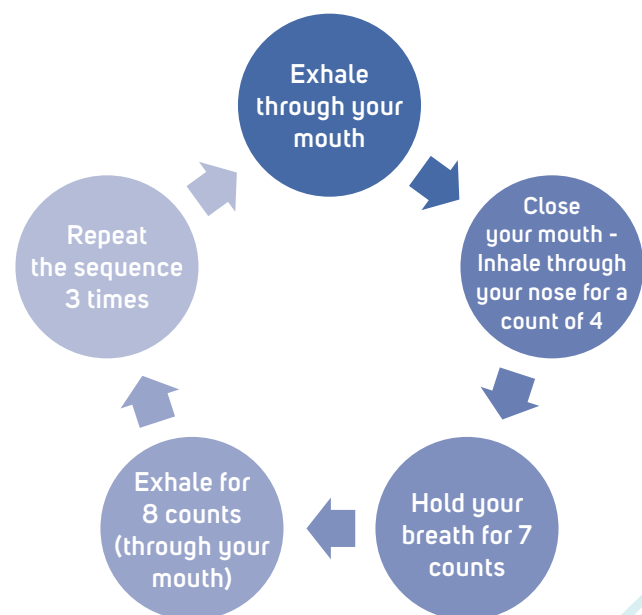 Exhale
through your
mouth
Close
your mouth -
Inhale through
your nose for a
count of 4
Hold your
breath for 7
counts
Exhale for
8 counts
(through your
mouth)
Repeat
the sequence
3 times